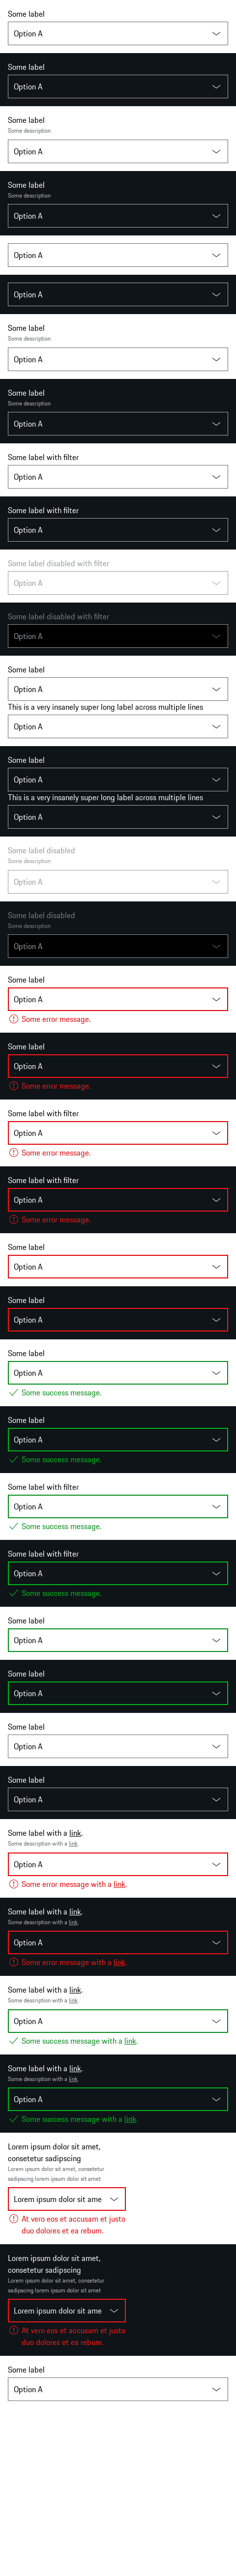 Some label
Option A
Some label
Option A
Some label
Some description
Option A
Some label
Some description
Option A
Option A
Option A
Some label
Some description
Option A
Some label
Some description
Option A
Some label with filter
Option A
Some label with filter
Option A
Some label disabled with filter
Option A
Some label disabled with filter
Option A
Some label
Option A
This is a very insanely super long label across multiple lines
Option A
Some label
Option A
This is a very insanely super long label across multiple lines
Option A
Some label disabled
Some description
Option A
Some label disabled
Some description
Option A
Some label
Option A
Some error message.
Some label
Option A
Some error message.
Some label with filter
Option A
Some error message.
Some label with filter
Option A
Some error message.
Some label
Option A
Some label
Option A
Some label
Option A
Some success message.
Some label
Option A
Some success message.
Some label with filter
Option A
Some success message.
Some label with filter
Option A
Some success message.
Some label
Option A
Some label
Option A
Some label
Option A
Some label
Option A
Some label with a link.
Some description with a link.
Option A
Some error message with a link.
Some label with a link.
Some description with a link.
Option A
Some error message with a link.
Some label with a link.
Some description with a link.
Option A
Some success message with a link.
Some label with a link.
Some description with a link.
Option A
Some success message with a link.
Lorem ipsum dolor sit amet,
consetetur sadipscing
Lorem ipsum dolor sit amet, consetetur
sadipscing lorem ipsum dolor sit amet
Lorem ipsum dolor sit ame
At vero eos et accusam et justo
duo dolores et ea rebum.
Lorem ipsum dolor sit amet,
consetetur sadipscing
Lorem ipsum dolor sit amet, consetetur
sadipscing lorem ipsum dolor sit amet
Lorem ipsum dolor sit ame
At vero eos et accusam et justo
duo dolores et ea rebum.
Some label
Option A